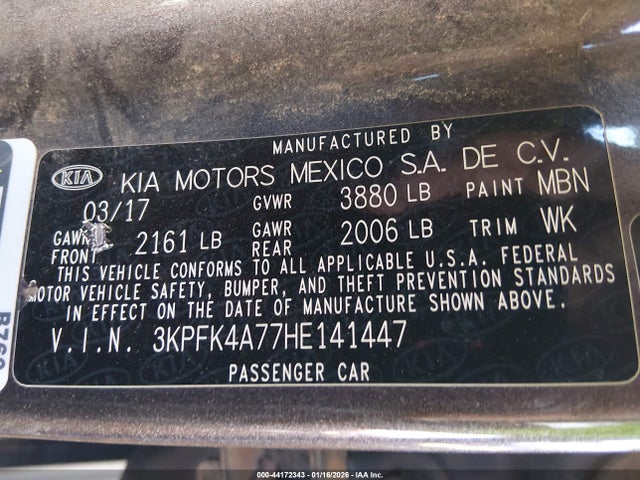 MANUFACTURED BY
KIA KIA MOTORS MEXICO S.A. DE C.V.
03/17 GVWR 3880 LB PAINT MBN
GAWR FRONT 2161 LB GAWR REAR 2006 LB TRIM WK
THIS VEHICLE CONFORMS TO ALL APPLICABLE U.S.A. FEDERAL
MOTOR VEHICLE SAFETY, BUMPER, AND THEFT PREVENTION STANDARDS
IN EFFECT ON THE DATE OF MANUFACTURE SHOWN ABOVE.
V.I.N. 3KPFK4A77HE141447
PASSENGER CAR
000-44172343 - 01/16/2026 - IAA Inc.